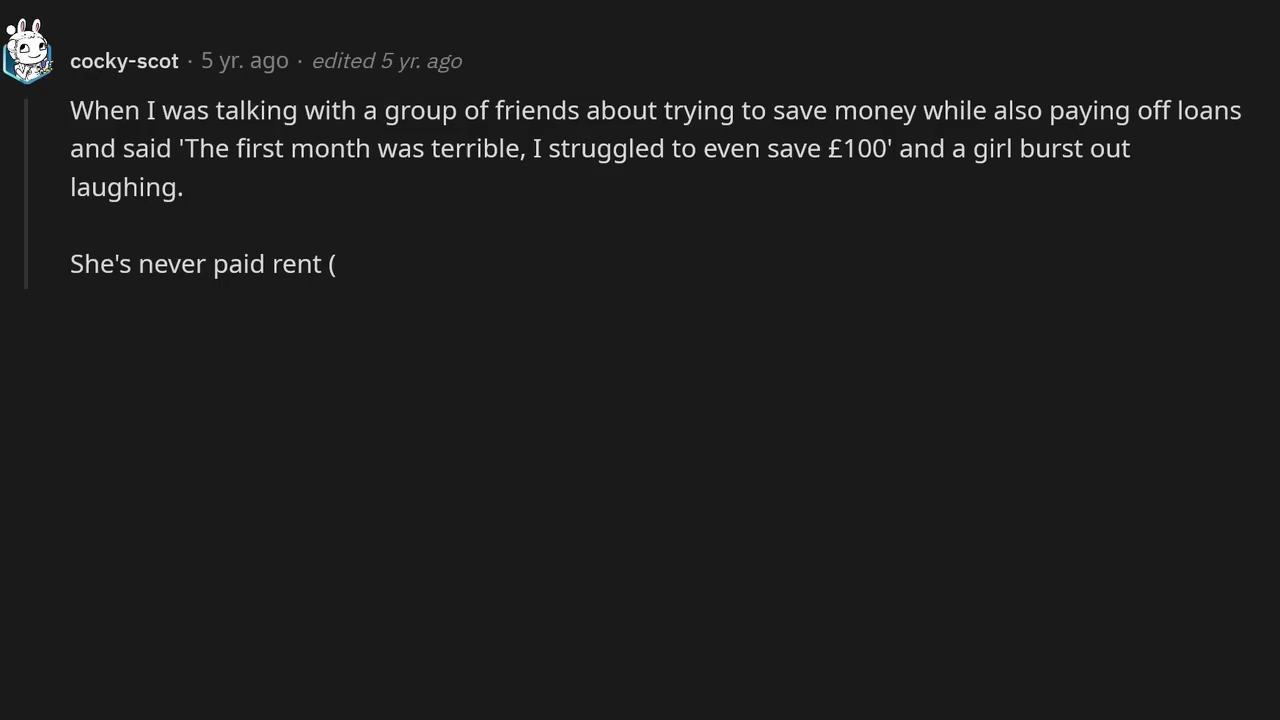 cocky-scot · 5 yr. ago · edited 5 yr. ago
When I was talking with a group of friends about trying to save money while also paying off loans
and said 'The first month was terrible, I struggled to even save £100' and a girl burst out
laughing.
She's never paid rent (